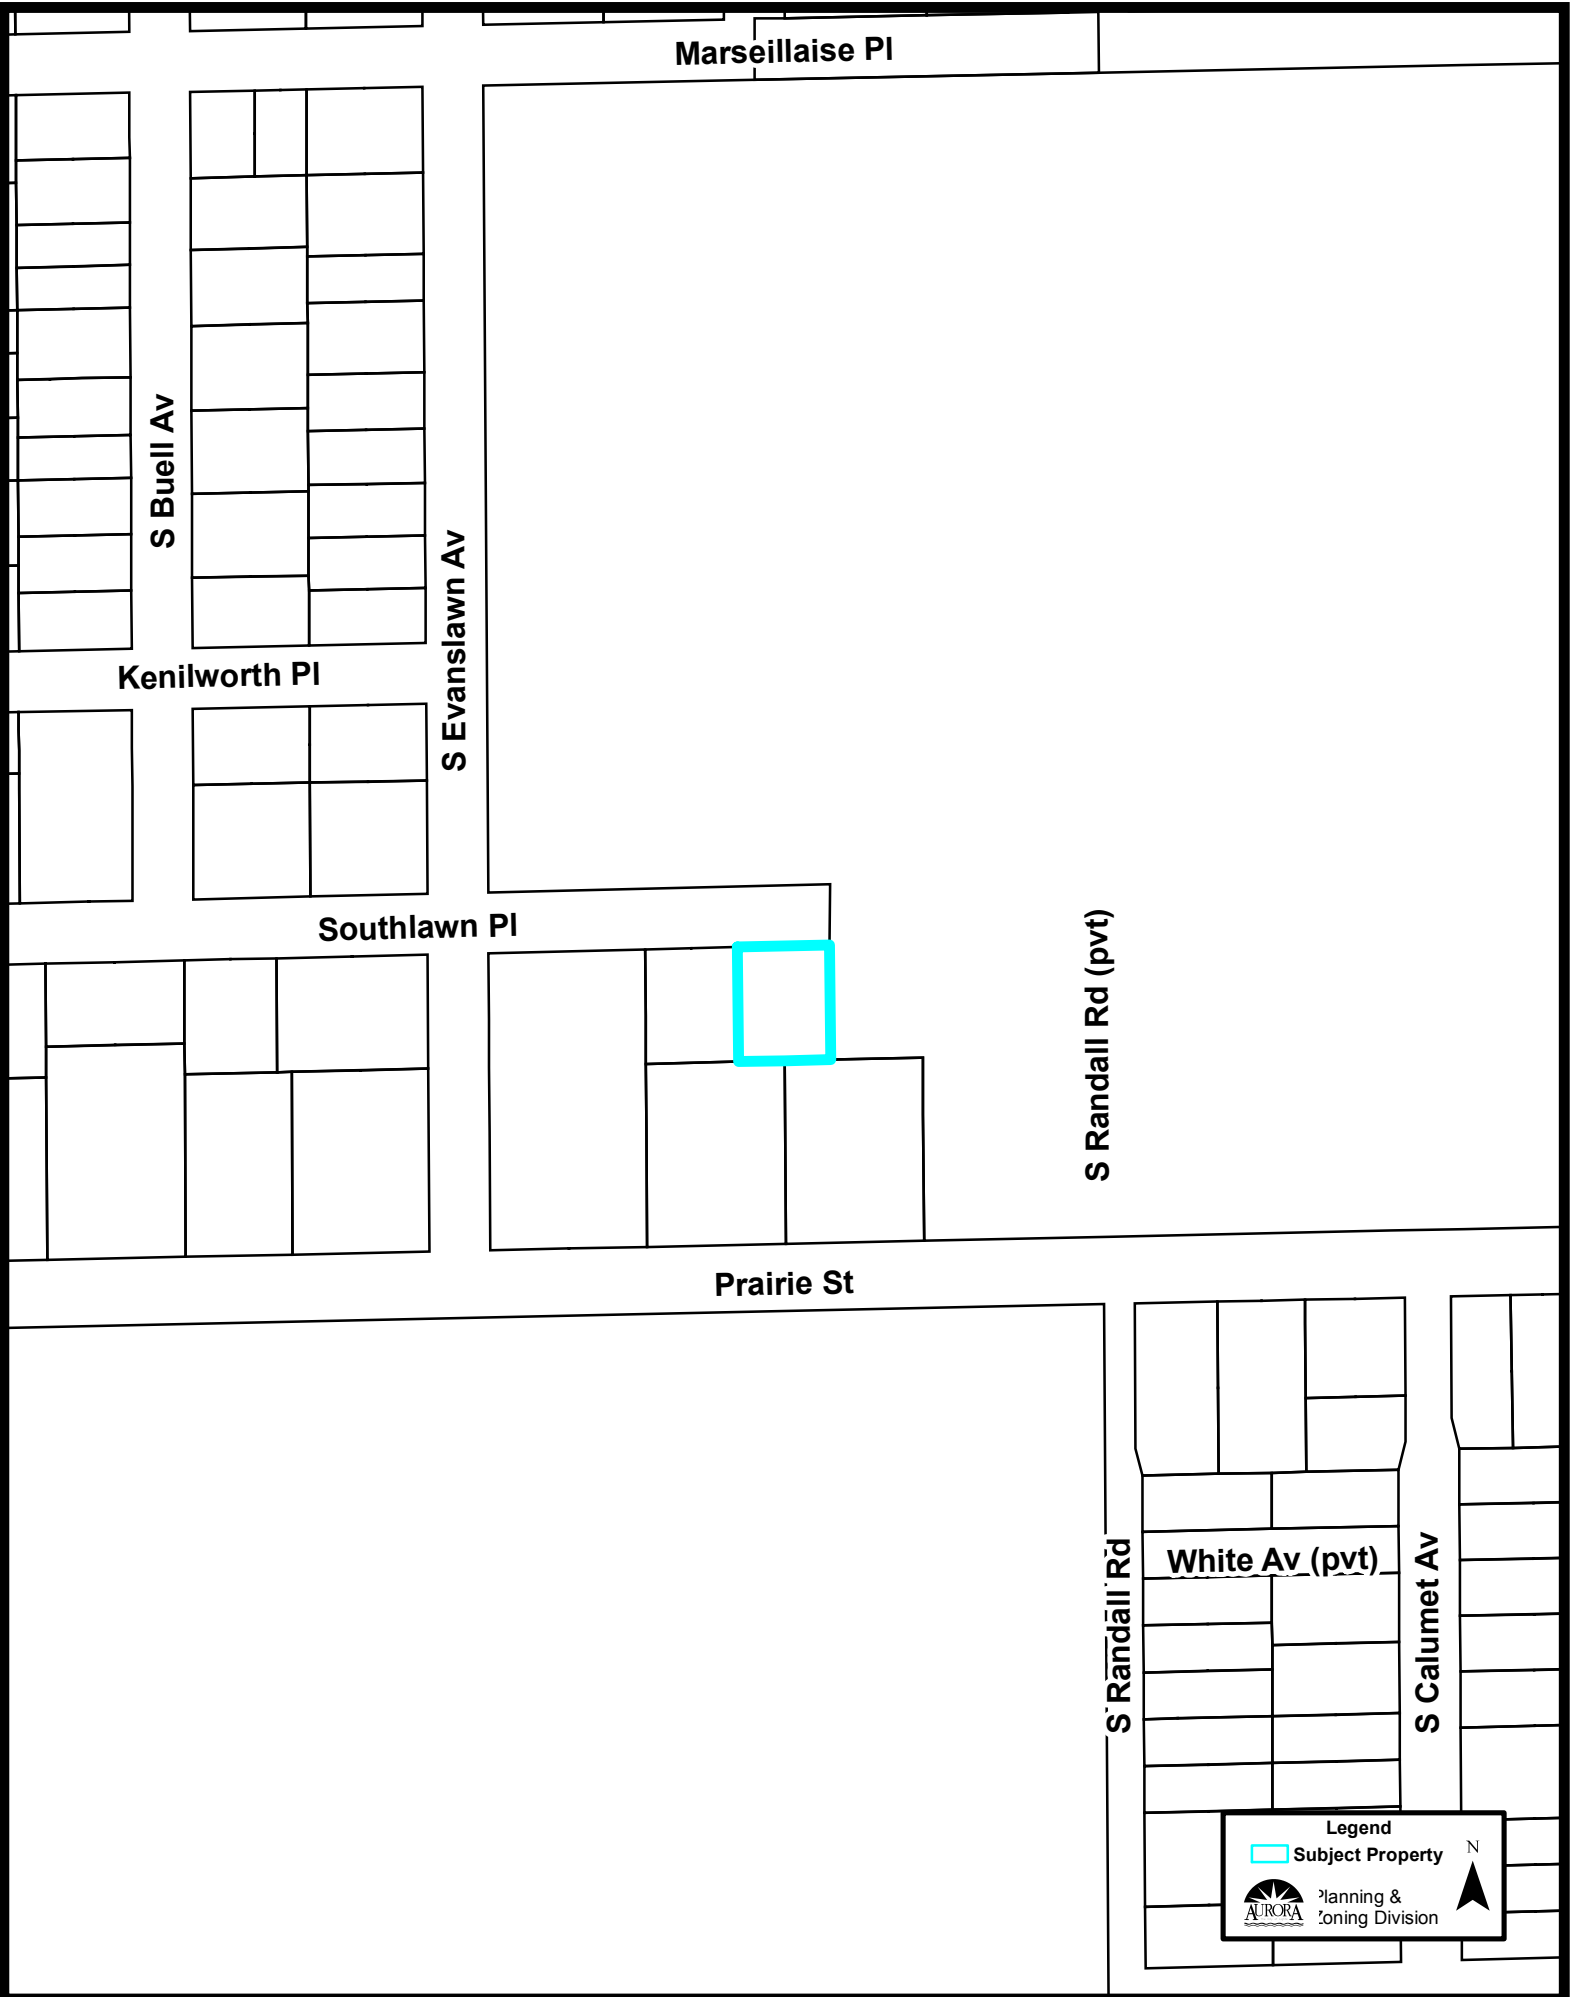 Marseillaise Pl
S Buell Av
S Evanslawn Av
Kenilworth Pl
Southlawn Pl
S Randall Rd (pvt)
Prairie St
S Randall Rd
White Av (pvt)
S Calumet Av
Legend
Subject Property
N
AURORA
Planning &
Zoning Division